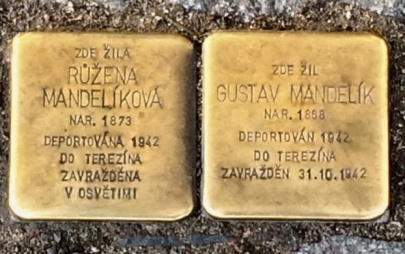 ZDE ŽILA
RŮŽENA
MANDELÍKOVÁ
NAR. 1873
DEPORTOVÁNA 1942
DO TEREZÍNA
ZAVRAŽDĚNA
V OSVĚTIMI
ZDE ŽIL
GUSTAV MANDELÍK
NAR. 1868
DEPORTOVÁN 1942
DO TEREZÍNA
ZAVRAŽDĚN 31.10.1942